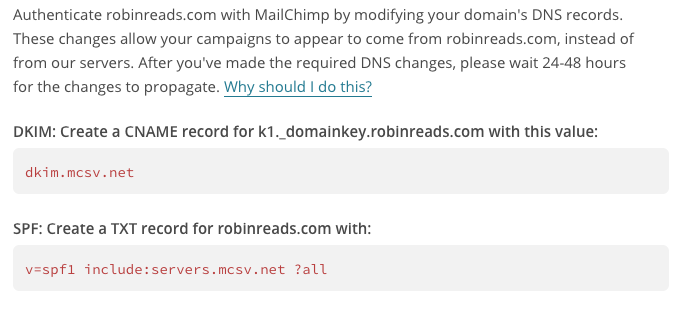 Authenticate robinreads.com with MailChimp by modifying your domain's DNS records.
These changes allow your campaigns to appear to come from robinreads.com, instead of
from our servers. After you've made the required DNS changes, please wait 24-48 hours
for the changes to propagate. Why should I do this?
DKIM: Create a CNAME record for k1._domainkey.robinreads.com with this value:
dkim.mcsv.net
SPF: Create a TXT record for robinreads.com with:
v=spf1 include:servers.mcsv.net ?all